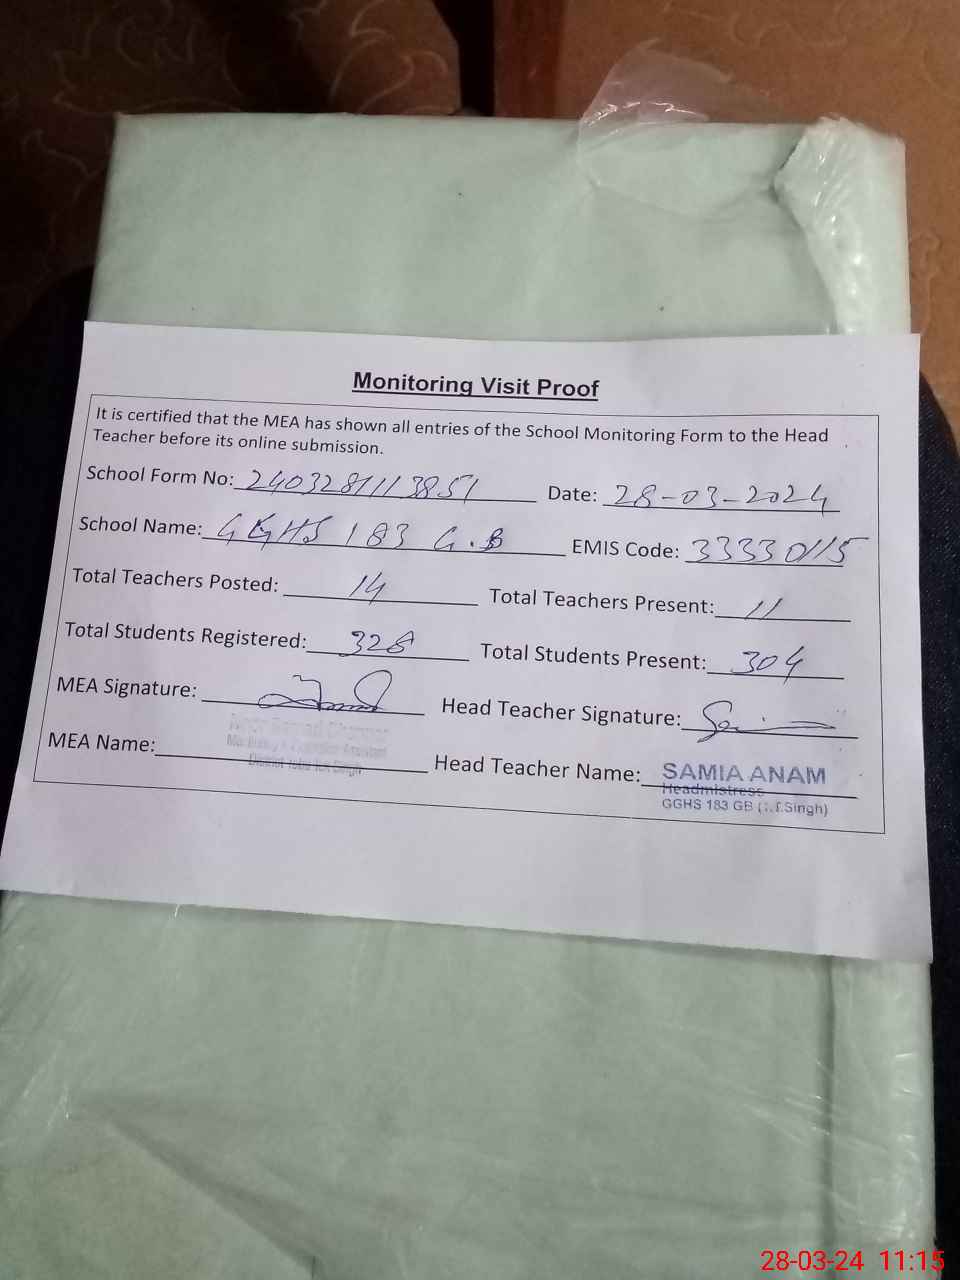 Monitoring Visit Proof
It is certified that the MEA has shown all entries of the School Monitoring Form to the Head
Teacher before its online submission.
School Form No: 2403281113851 Date: 28-03-2024
School Name: GGHS 183 G.B EMIS Code: 33330115
Total Teachers Posted: 14 Total Teachers Present: 11
Total Students Registered: 328 Total Students Present: 304
MEA Signature: Head Teacher Signature:
MEA Name: Head Teacher Name: SAMIA ANAM
Headmistress
GGHS 183 GB (T.T.Singh)
28-03-24 11:15